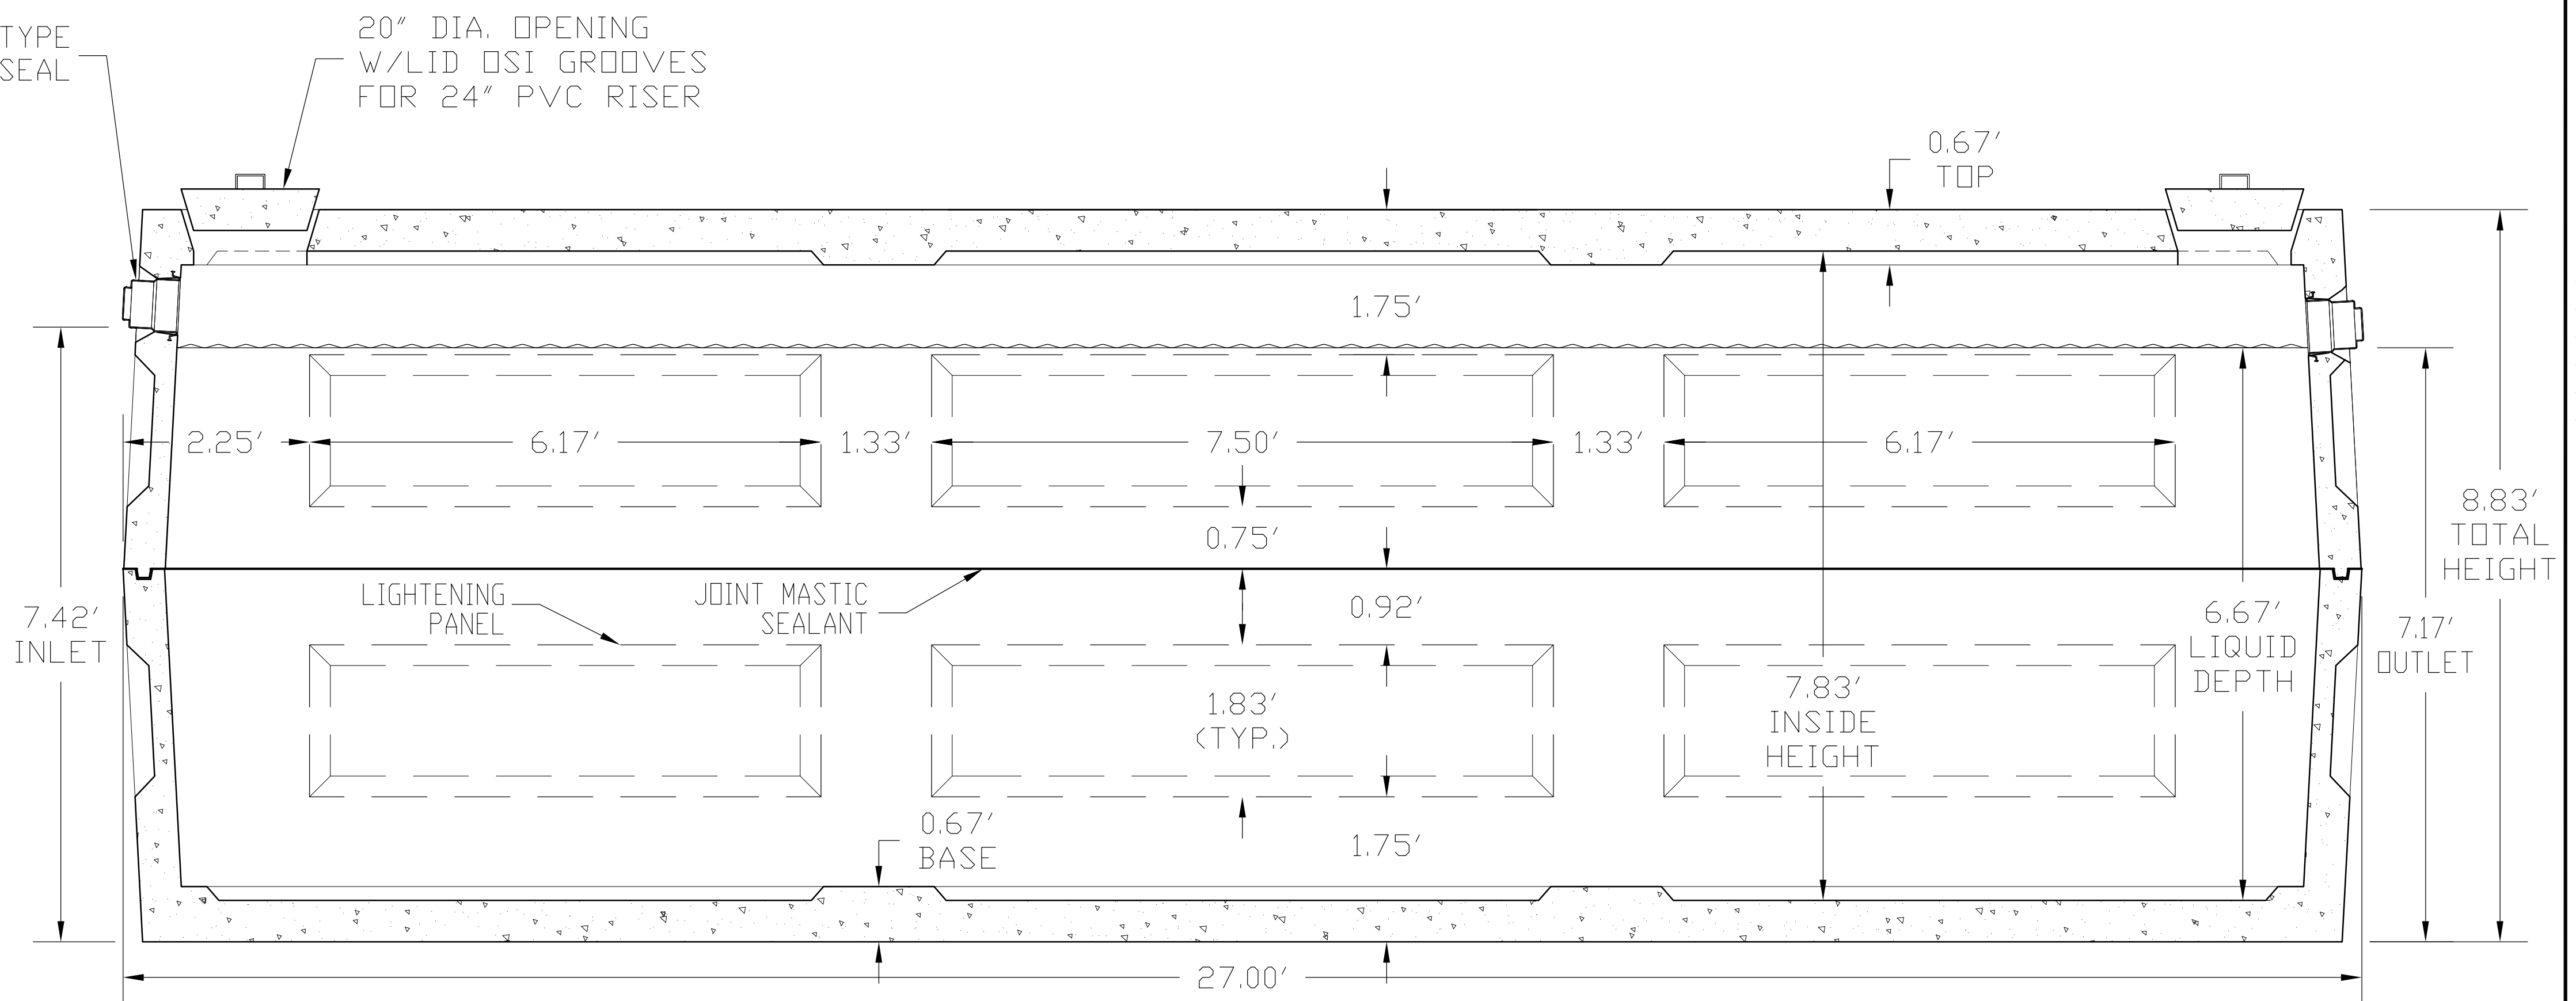 TYPE
SEAL
20" DIA. OPENING
W/LID OSI GROOVES
FOR 24" PVC RISER
0.67'
TOP
1.75'
2.25'
6.17'
1.33'
7.50'
1.33'
6.17'
0.75'
8.83'
TOTAL
HEIGHT
LIGHTENING
PANEL
JOINT MASTIC
SEALANT
0.92'
7.42'
INLET
6.67'
LIQUID
DEPTH
7.17'
OUTLET
1.83'
(TYP.)
7.83'
INSIDE
HEIGHT
0.67'
BASE
1.75'
27.00'